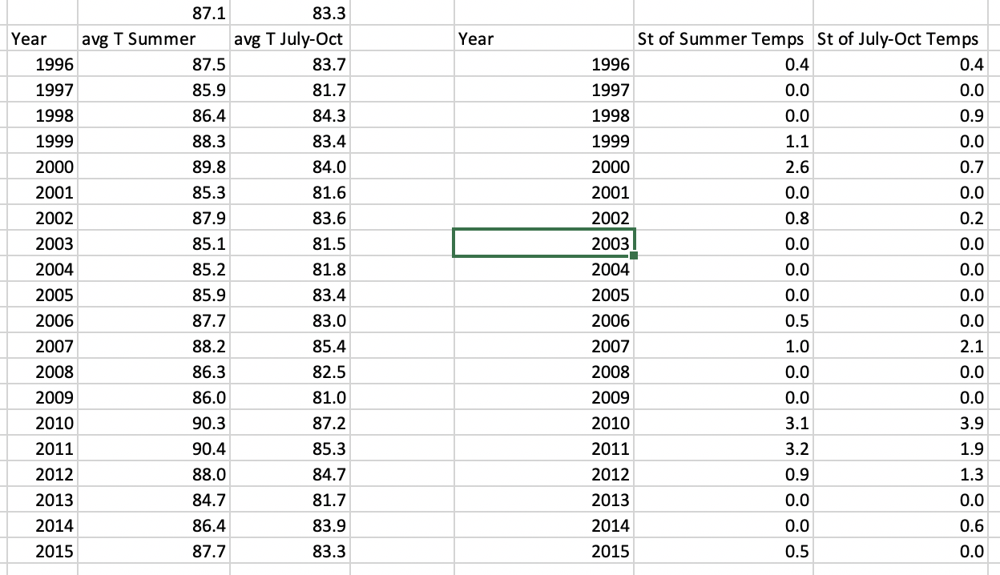 87.1 83.3
Year avg T Summer avg T July-Oct Year St of Summer Temps St of July-Oct Temps
1996 87.5 83.7 1996 0.4 0.4
1997 85.9 81.7 1997 0.0 0.0
1998 86.4 84.3 1998 0.0 0.9
1999 88.3 83.4 1999 1.1 0.0
2000 89.8 84.0 2000 2.6 0.7
2001 85.3 81.6 2001 0.0 0.0
2002 87.9 83.6 2002 0.8 0.2
2003 85.1 81.5 2003 0.0 0.0
2004 85.2 81.8 2004 0.0 0.0
2005 85.9 83.4 2005 0.0 0.0
2006 87.7 83.0 2006 0.5 0.0
2007 88.2 85.4 2007 1.0 2.1
2008 86.3 82.5 2008 0.0 0.0
2009 86.0 81.0 2009 0.0 0.0
2010 90.3 87.2 2010 3.1 3.9
2011 90.4 85.3 2011 3.2 1.9
2012 88.0 84.7 2012 0.9 1.3
2013 84.7 81.7 2013 0.0 0.0
2014 86.4 83.9 2014 0.0 0.6
2015 87.7 83.3 2015 0.5 0.0